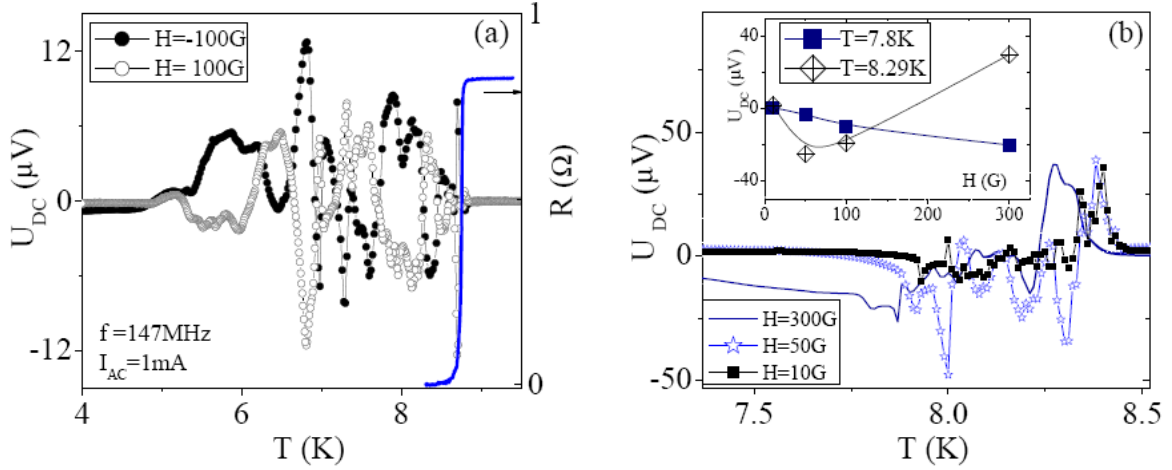 (a)
H=-100G
H= 100G
12
6
0
-12
U_DC (μV)
1
0
R (Ω)
f =147MHz
I_AC=1mA
4
6
8
T (K)
(b)
T=7.8K
T=8.29K
40
-0
-40
U_DC (μV)
H (G)
0
100
200
300
50
0
-50
U_DC (μV)
H=300G
H=50G
H=10G
7.5
8.0
8.5
T (K)